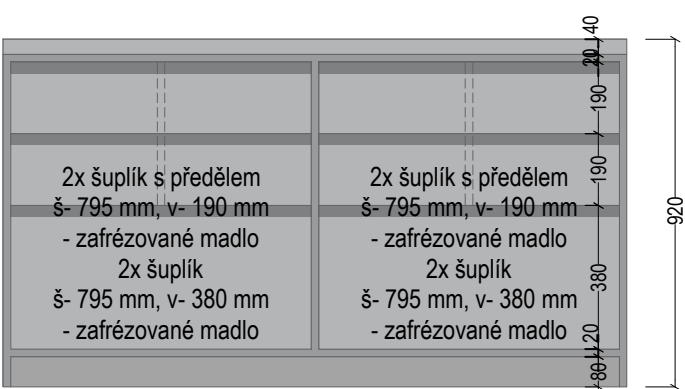 2x šuplík s předělem
š- 795 mm, v- 190 mm
- zafrézované madlo
2x šuplík
š- 795 mm, v- 380 mm
- zafrézované madlo
2x šuplík s předělem
š- 795 mm, v- 190 mm
- zafrézované madlo
2x šuplík
š- 795 mm, v- 380 mm
- zafrézované madlo
40
20
190
190
380
20
80
920